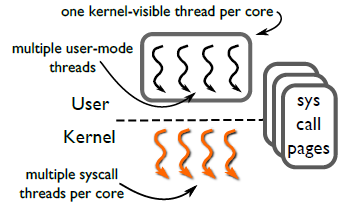 one kernel-visible thread per core
multiple user-mode
threads
User
Kernel
multiple syscall
threads per core
sys
call
pages